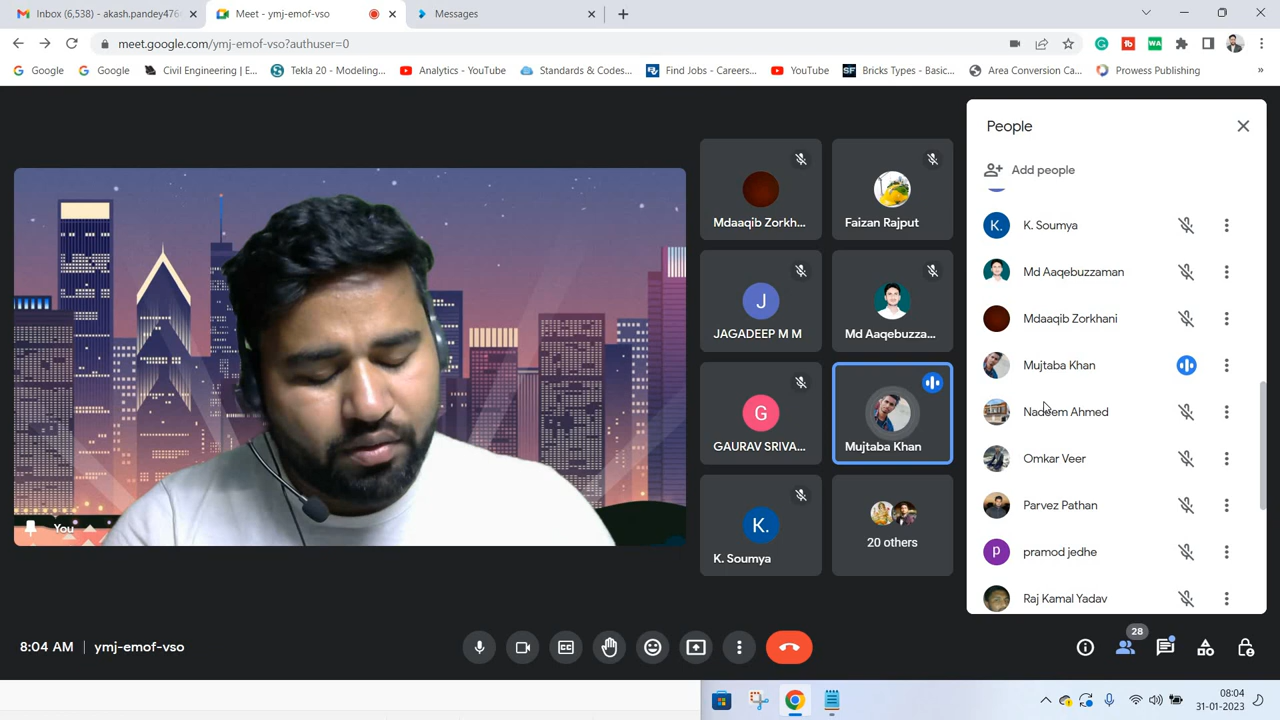 Inbox (6,538) - akash.pandey476
Meet - ymj-emof-vso
Messages
meet.google.com/ymj-emof-vso?authuser=0
Google
Google
Civil Engineering | E...
Tekla 20 - Modeling...
Analytics - YouTube
Standards & Codes...
Find Jobs - Careers...
YouTube
SF
Bricks Types - Basic...
Area Conversion Ca...
Prowess Publishing
WA
You
Mdaaqib Zorkh...
Faizan Rajput
J
JAGADEEP M M
Md Aaqebuzza...
G
GAURAV SRIVA...
Mujtaba Khan
K.
K. Soumya
20 others
People
Add people
K.
K. Soumya
Md Aaqebuzzaman
Mdaaqib Zorkhani
Mujtaba Khan
Nadeem Ahmed
Omkar Veer
Parvez Pathan
p
pramod jedhe
Raj Kamal Yadav
8:04 AM
ymj-emof-vso
28
08:04
31-01-2023